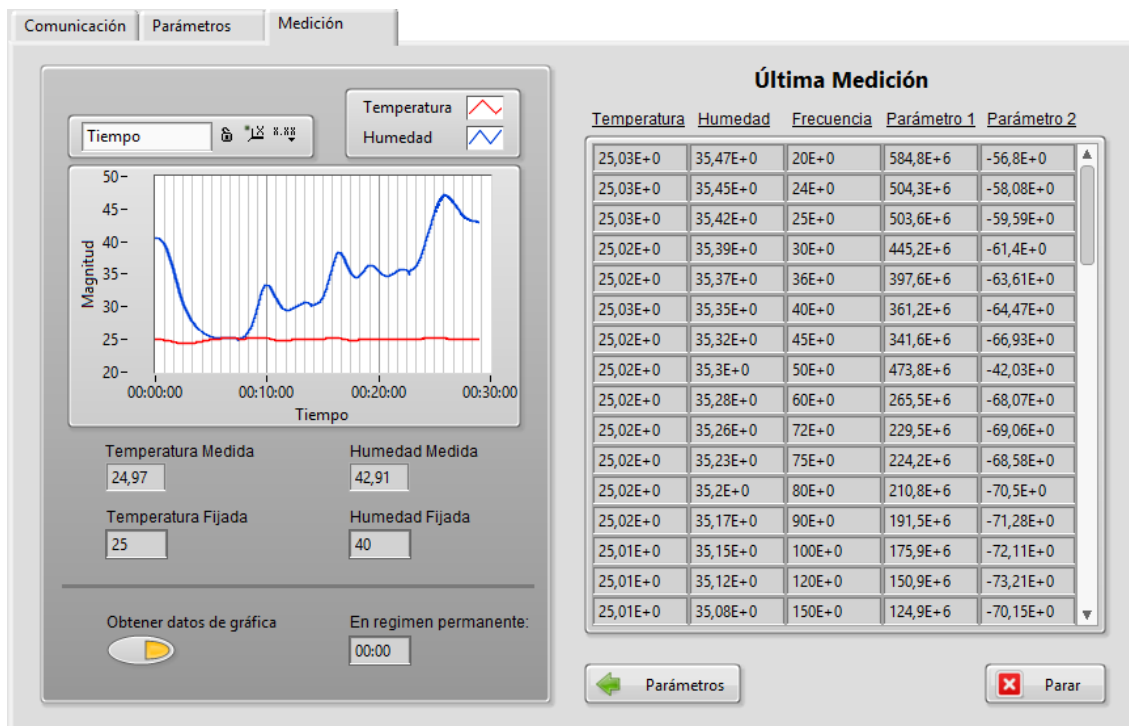 Comunicación Parámetros Medición
Tiempo
Temperatura
Humedad
50
45
40
35
30
25
20
Magnitud
00:00:00 00:10:00 00:20:00 00:30:00
Tiempo
Temperatura Medida Humedad Medida
24,97 42,91
Temperatura Fijada Humedad Fijada
25 40
Obtener datos de gráfica En regimen permanente:
00:00
Última Medición
Temperatura Humedad Frecuencia Parámetro 1 Parámetro 2
25,03E+0 35,47E+0 20E+0 584,8E+6 -56,8E+0
25,03E+0 35,45E+0 24E+0 504,3E+6 -58,08E+0
25,03E+0 35,42E+0 25E+0 503,6E+6 -59,59E+0
25,02E+0 35,39E+0 30E+0 445,2E+6 -61,4E+0
25,02E+0 35,37E+0 36E+0 397,6E+6 -63,61E+0
25,03E+0 35,35E+0 40E+0 361,2E+6 -64,47E+0
25,02E+0 35,32E+0 45E+0 341,6E+6 -66,93E+0
25,02E+0 35,3E+0 50E+0 473,8E+6 -42,03E+0
25,02E+0 35,28E+0 60E+0 265,5E+6 -68,07E+0
25,02E+0 35,26E+0 72E+0 229,5E+6 -69,06E+0
25,02E+0 35,23E+0 75E+0 224,2E+6 -68,58E+0
25,02E+0 35,2E+0 80E+0 210,8E+6 -70,5E+0
25,02E+0 35,17E+0 90E+0 191,5E+6 -71,28E+0
25,01E+0 35,15E+0 100E+0 175,9E+6 -72,11E+0
25,01E+0 35,12E+0 120E+0 150,9E+6 -73,21E+0
25,01E+0 35,08E+0 150E+0 124,9E+6 -70,15E+0
Parámetros Parar